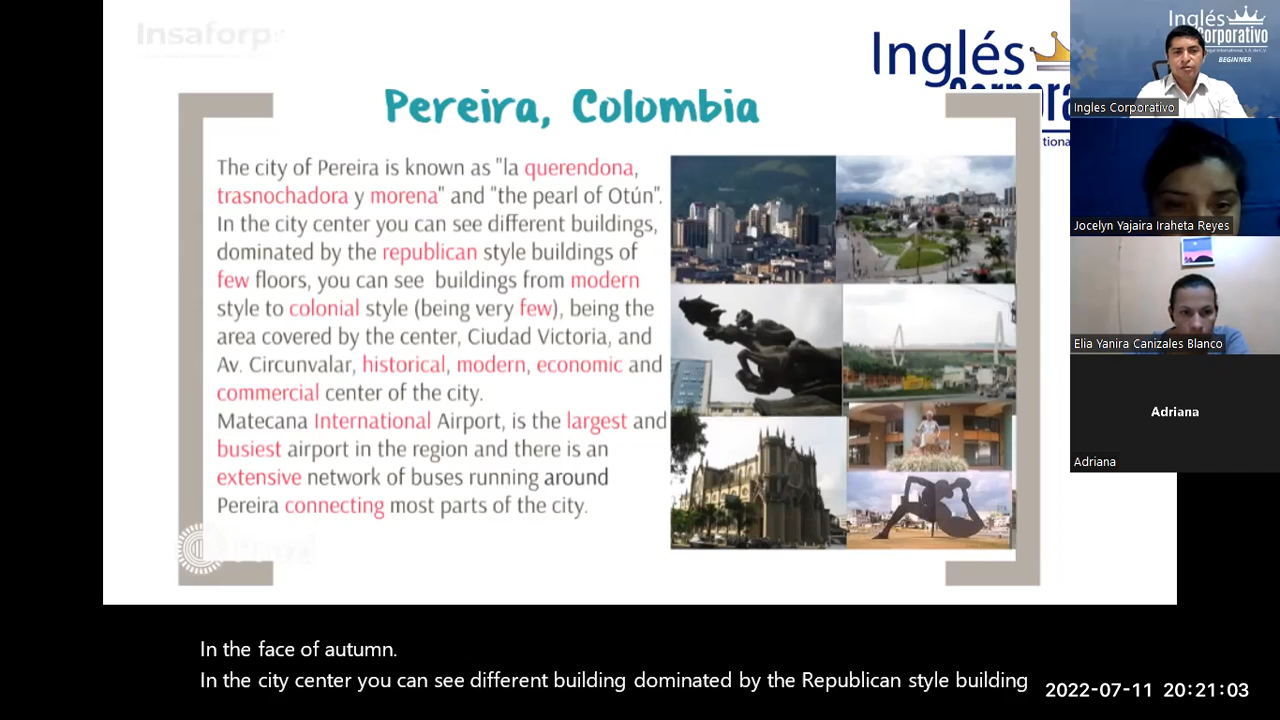 Insaforp
Inglés
Corporativo
Pereira, Colombia
The city of Pereira is known as "la querendona,
trasnochadora y morena" and "the pearl of Otún".
In the city center you can see different buildings,
dominated by the republican style buildings of
few floors, you can see buildings from modern
style to colonial style (being very few), being the
area covered by the center, Ciudad Victoria, and
Av. Circunvalar, historical, modern, economic and
commercial center of the city.
Matecana International Airport, is the largest and
busiest airport in the region and there is an
extensive network of buses running around
Pereira connecting most parts of the city.
Prezi
Inglés
Corporativo
BEGINNER
Ingles Corporativo
Jocelyn Yajaira Iraheta Reyes
Elia Yanira Canizales Blanco
Adriana
Adriana
In the face of autumn.
In the city center you can see different building dominated by the Republican style building
2022-07-11 20:21:03